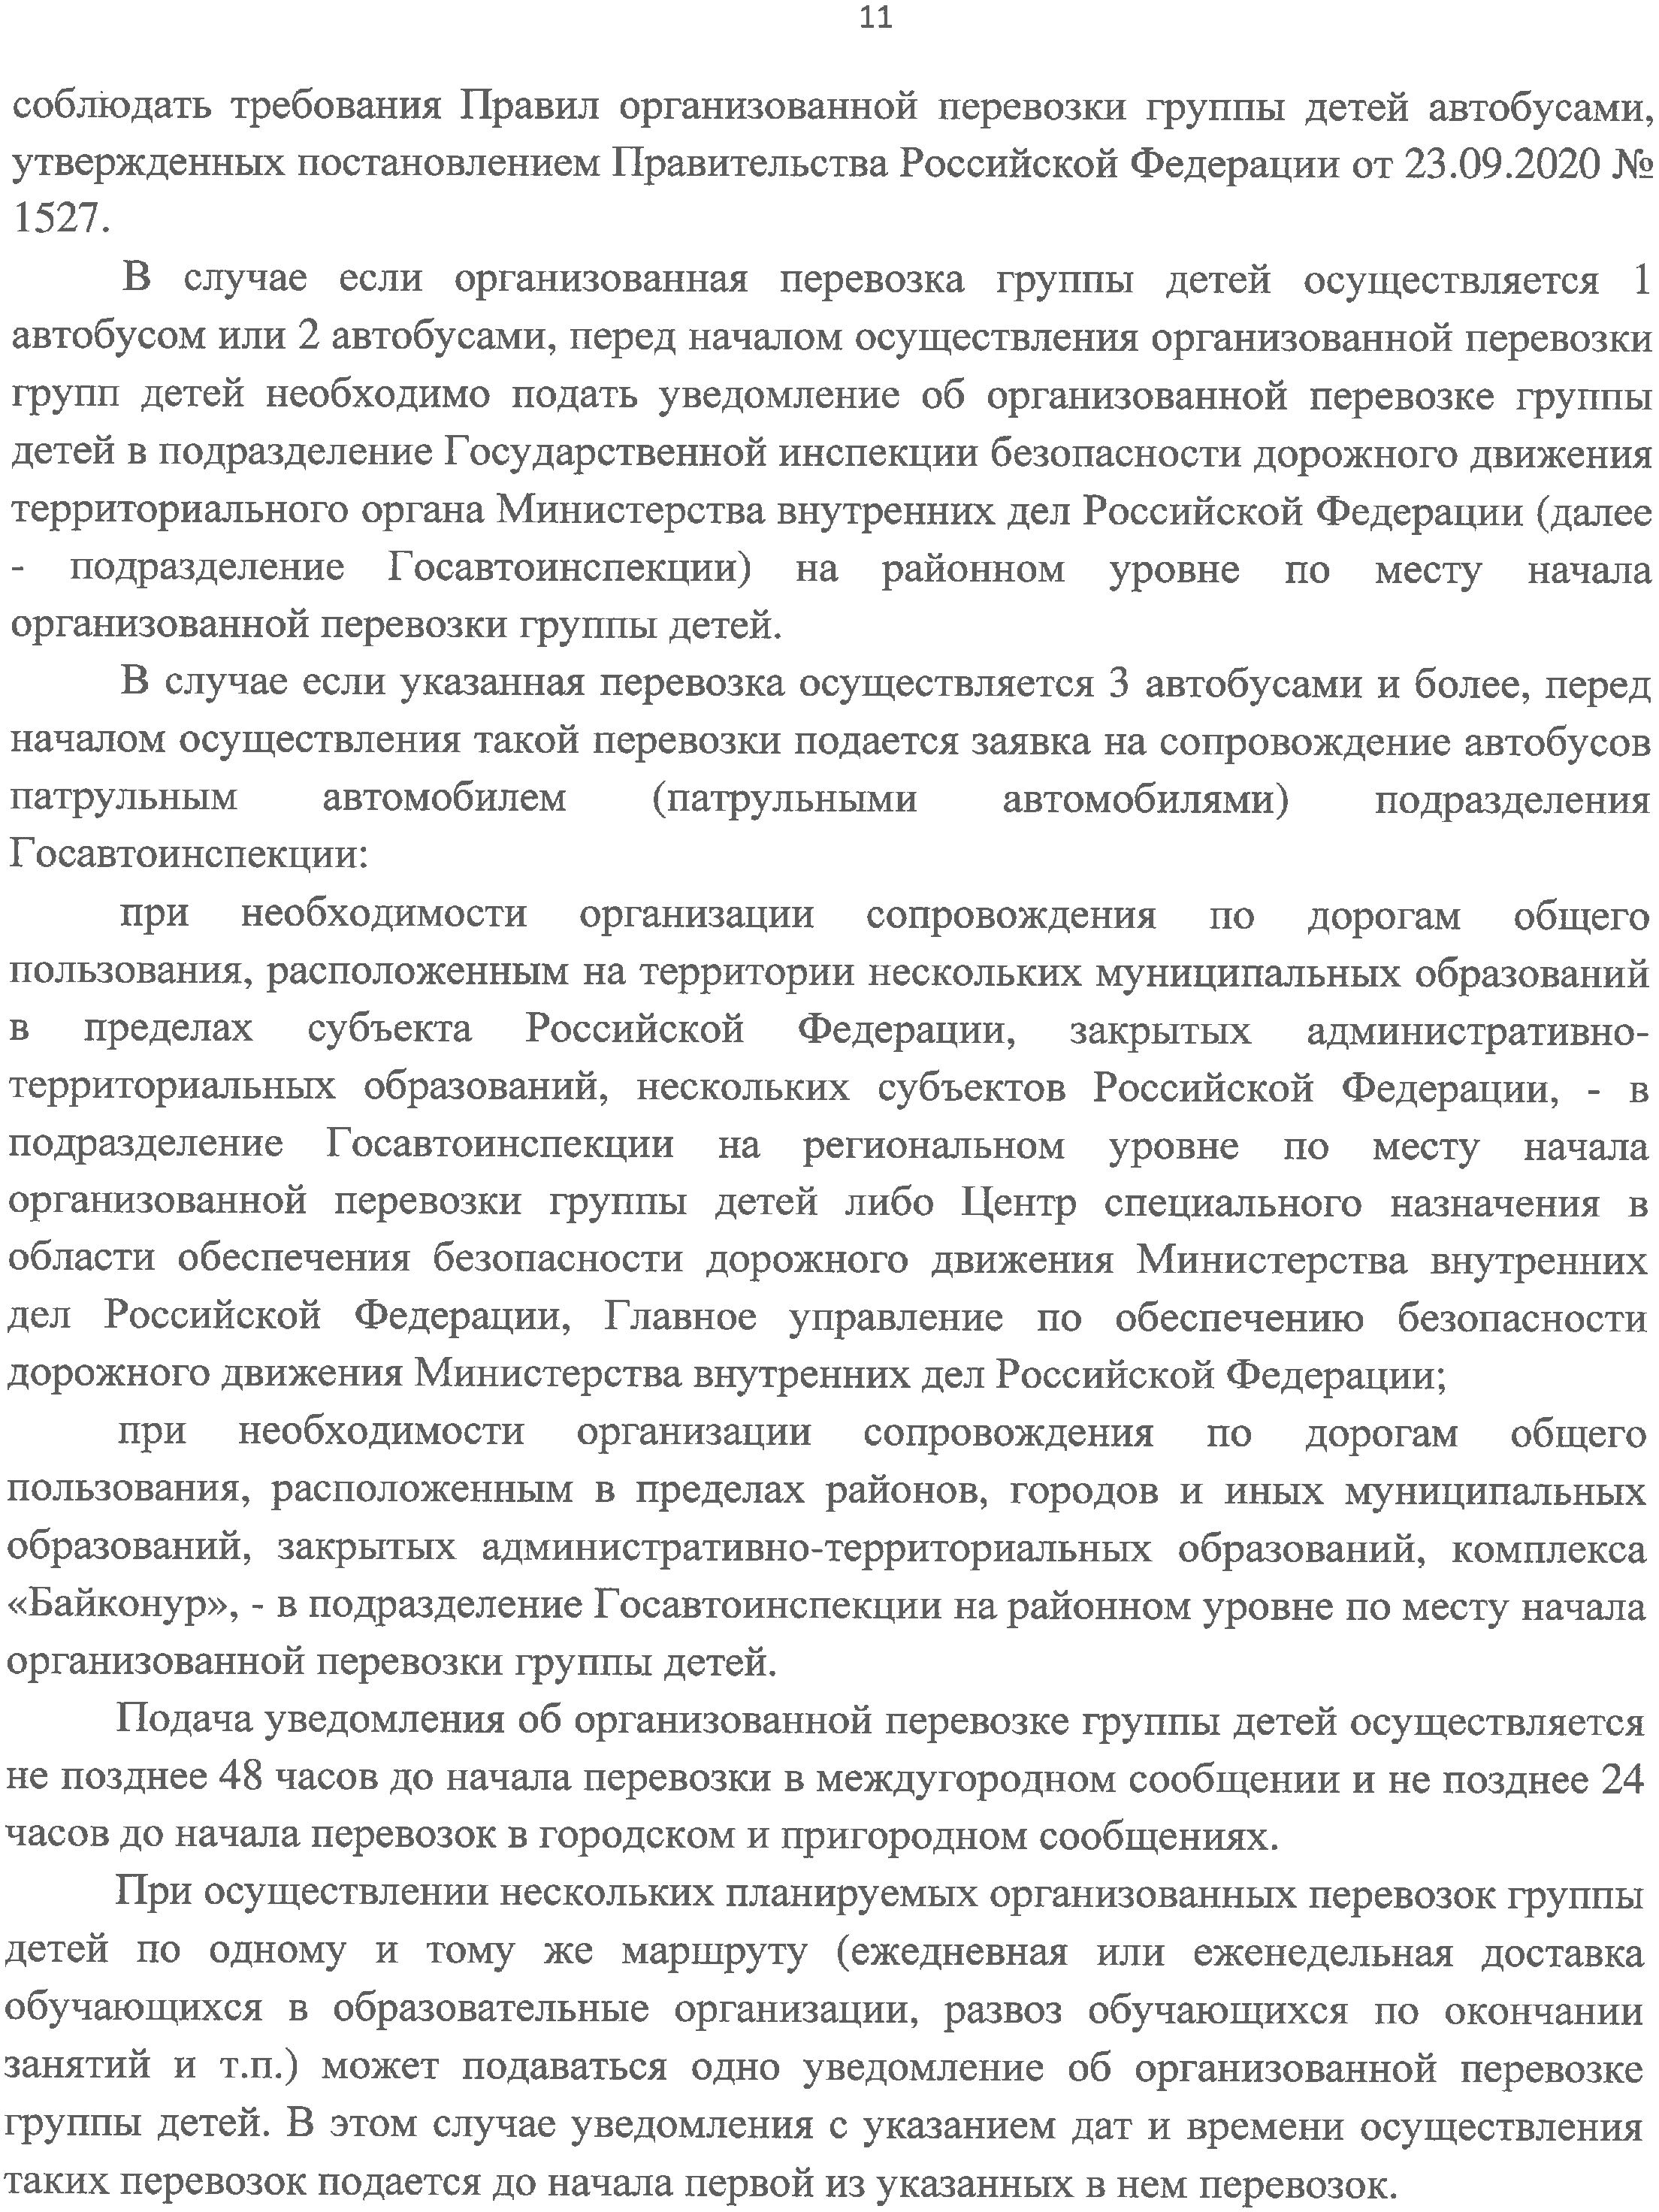 11
соблюдать требования Правил организованной перевозки группы детей автобусами,
утвержденных постановлением Правительства Российской Федерации от 23.09.2020 №
1527.
В случае если организованная перевозка группы детей осуществляется 1
автобусом или 2 автобусами, перед началом осуществления организованной перевозки
групп детей необходимо подать уведомление об организованной перевозке группы
детей в подразделение Государственной инспекции безопасности дорожного движения
территориального органа Министерства внутренних дел Российской Федерации (далее
- подразделение Госавтоинспекции) на районном уровне по месту начала
организованной перевозки группы детей.
В случае если указанная перевозка осуществляется 3 автобусами и более, перед
началом осуществления такой перевозки подается заявка на сопровождение автобусов
патрульным автомобилем (патрульными автомобилями) подразделения
Госавтоинспекции:
при необходимости организации сопровождения по дорогам общего
пользования, расположенным на территории нескольких муниципальных образований
в пределах субъекта Российской Федерации, закрытых административно-
территориальных образований, нескольких субъектов Российской Федерации, - в
подразделение Госавтоинспекции на региональном уровне по месту начала
организованной перевозки группы детей либо Центр специального назначения в
области обеспечения безопасности дорожного движения Министерства внутренних
дел Российской Федерации, Главное управление по обеспечению безопасности
дорожного движения Министерства внутренних дел Российской Федерации;
при необходимости организации сопровождения по дорогам общего
пользования, расположенным в пределах районов, городов и иных муниципальных
образований, закрытых административно-территориальных образований, комплекса
«Байконур», - в подразделение Госавтоинспекции на районном уровне по месту начала
организованной перевозки группы детей.
Подача уведомления об организованной перевозке группы детей осуществляется
не позднее 48 часов до начала перевозки в междугородном сообщении и не позднее 24
часов до начала перевозок в городском и пригородном сообщениях.
При осуществлении нескольких планируемых организованных перевозок группы
детей по одному и тому же маршруту (ежедневная или еженедельная доставка
обучающихся в образовательные организации, развоз обучающихся по окончании
занятий и т.п.) может подаваться одно уведомление об организованной перевозке
группы детей. В этом случае уведомления с указанием дат и времени осуществления
таких перевозок подается до начала первой из указанных в нем перевозок.